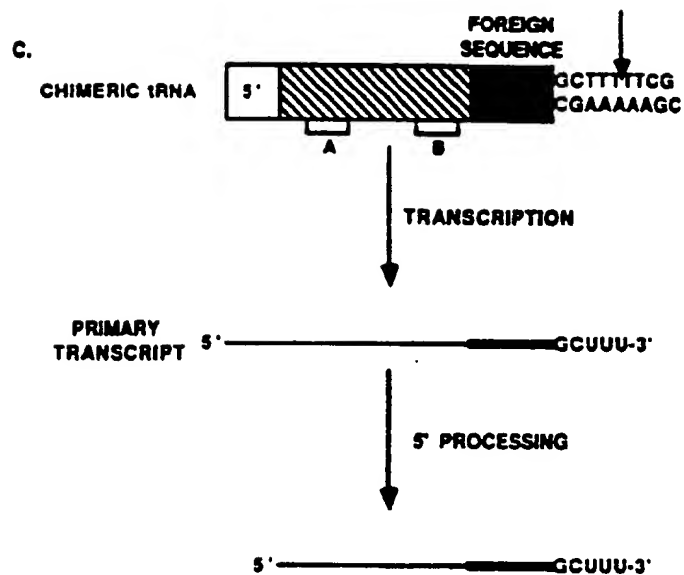 C.
FOREIGN
SEQUENCE
CHIMERIC tRNA
5'
GCTTTTTCG
CGAAAAAGC
A
B
TRANSCRIPTION
PRIMARY
TRANSCRIPT
5'
GCUUU-3'
5' PROCESSING
5'
GCUUU-3'